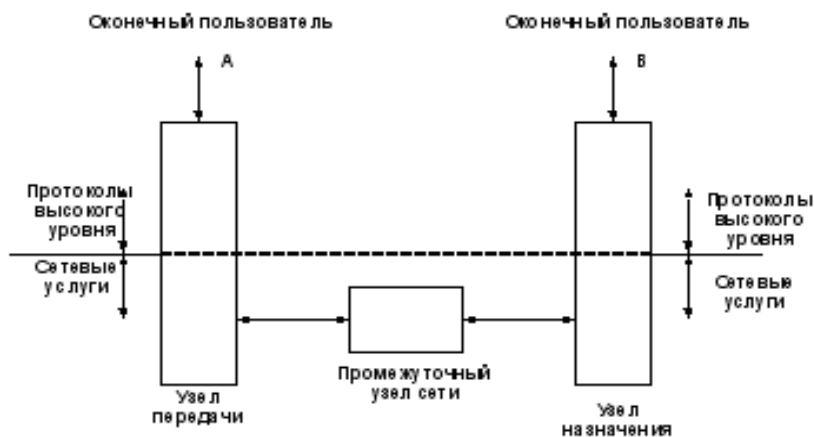 Оконечный пользователь
Оконечный пользователь
А
В
Протоколы
высокого
уровня
Протоколы
высокого
уровня
Сетевые
услуги
Сетевые
услуги
Промежуточный
узел сети
Узел
передачи
Узел
назначения